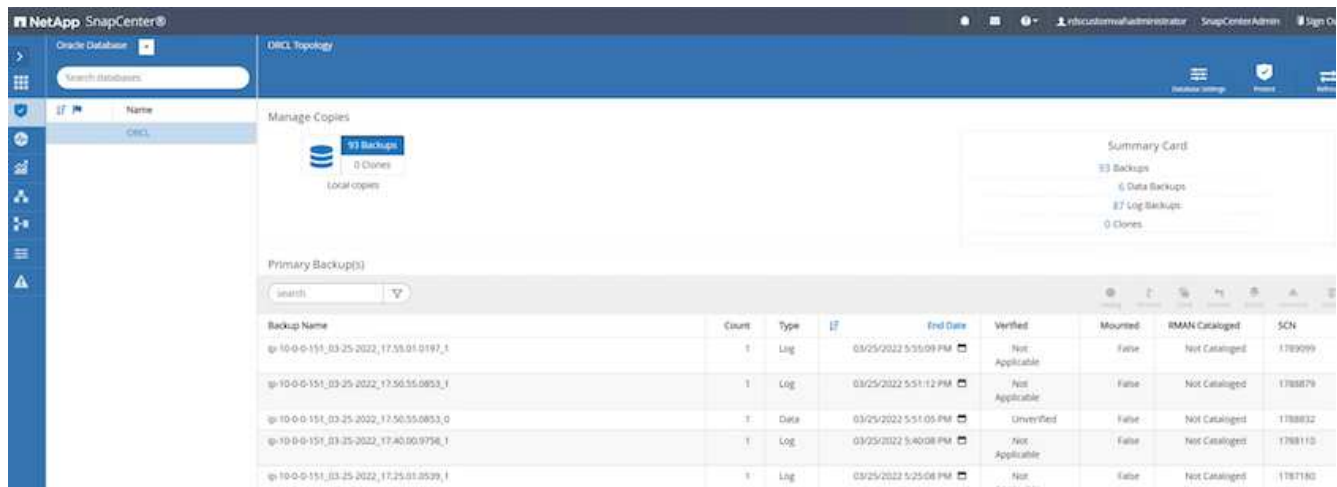 NetApp SnapCenter®
rdscustomval\administrator SnapCenterAdmin Sign Ou
Oracle Database
ORCL Topology
Search databases
Database Settings Protect Refresh
Name
ORCL
Manage Copies
93 Backups
0 Clones
Local copies
Summary Card
93 Backups
6 Data Backups
87 Log Backups
0 Clones
Primary Backup(s)
search
Backup Name Count Type End Date Verified Mounted RMAN Cataloged SCN
ip-10-0-0-151_03-25-2022_17.55.01.0197_1 1 Log 03/25/2022 5:55:09 PM Not Applicable False Not Cataloged 1789099
ip-10-0-0-151_03-25-2022_17.50.55.0853_1 1 Log 03/25/2022 5:51:12 PM Not Applicable False Not Cataloged 1788879
ip-10-0-0-151_03-25-2022_17.50.55.0853_0 1 Data 03/25/2022 5:51:05 PM Unverified False Not Cataloged 1788832
ip-10-0-0-151_03-25-2022_17.40.00.9758_1 1 Log 03/25/2022 5:40:08 PM Not Applicable False Not Cataloged 1788110
ip-10-0-0-151_03-25-2022_17.25.01.0539_1 1 Log 03/25/2022 5:25:08 PM Not False Not Cataloged 1787180